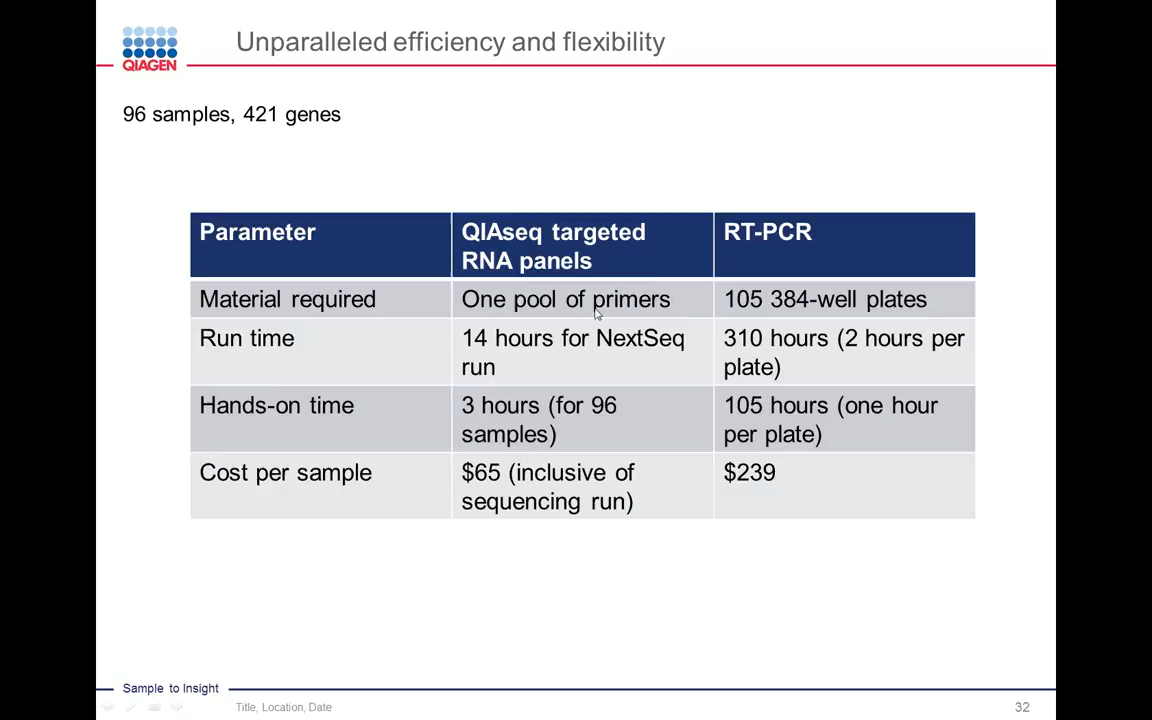 QIAGEN
Unparalleled efficiency and flexibility
96 samples, 421 genes
Parameter
QIAseq targeted
RNA panels
RT-PCR
Material required
One pool of primers
105 384-well plates
Run time
14 hours for NextSeq
run
310 hours (2 hours per
plate)
Hands-on time
3 hours (for 96
samples)
105 hours (one hour
per plate)
Cost per sample
$65 (inclusive of
sequencing run)
$239
Sample to Insight
Title, Location, Date
32